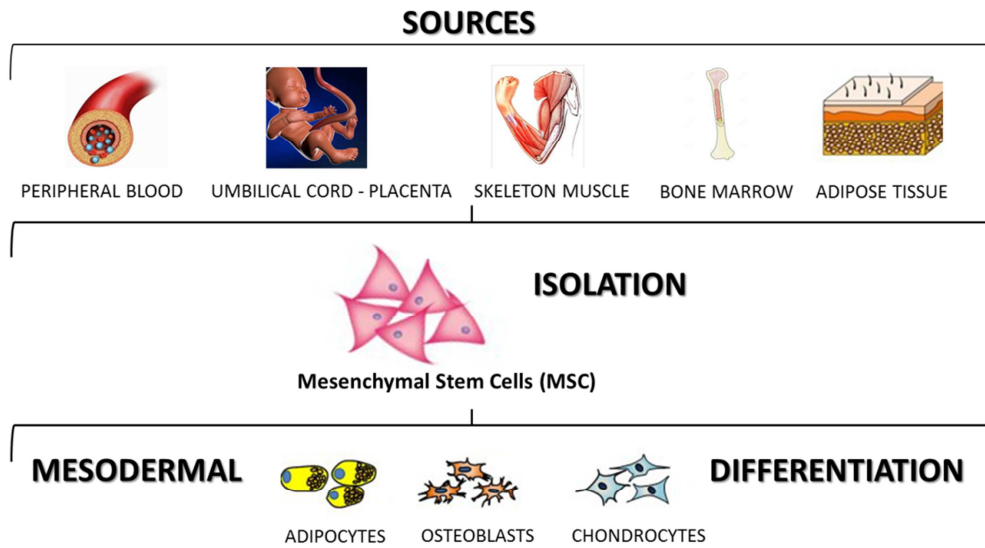 SOURCES
PERIPHERAL BLOOD
UMBILICAL CORD - PLACENTA
SKELETON MUSCLE
BONE MARROW
ADIPOSE TISSUE
ISOLATION
Mesenchymal Stem Cells (MSC)
MESODERMAL
DIFFERENTIATION
ADIPOCYTES
OSTEOBLASTS
CHONDROCYTES